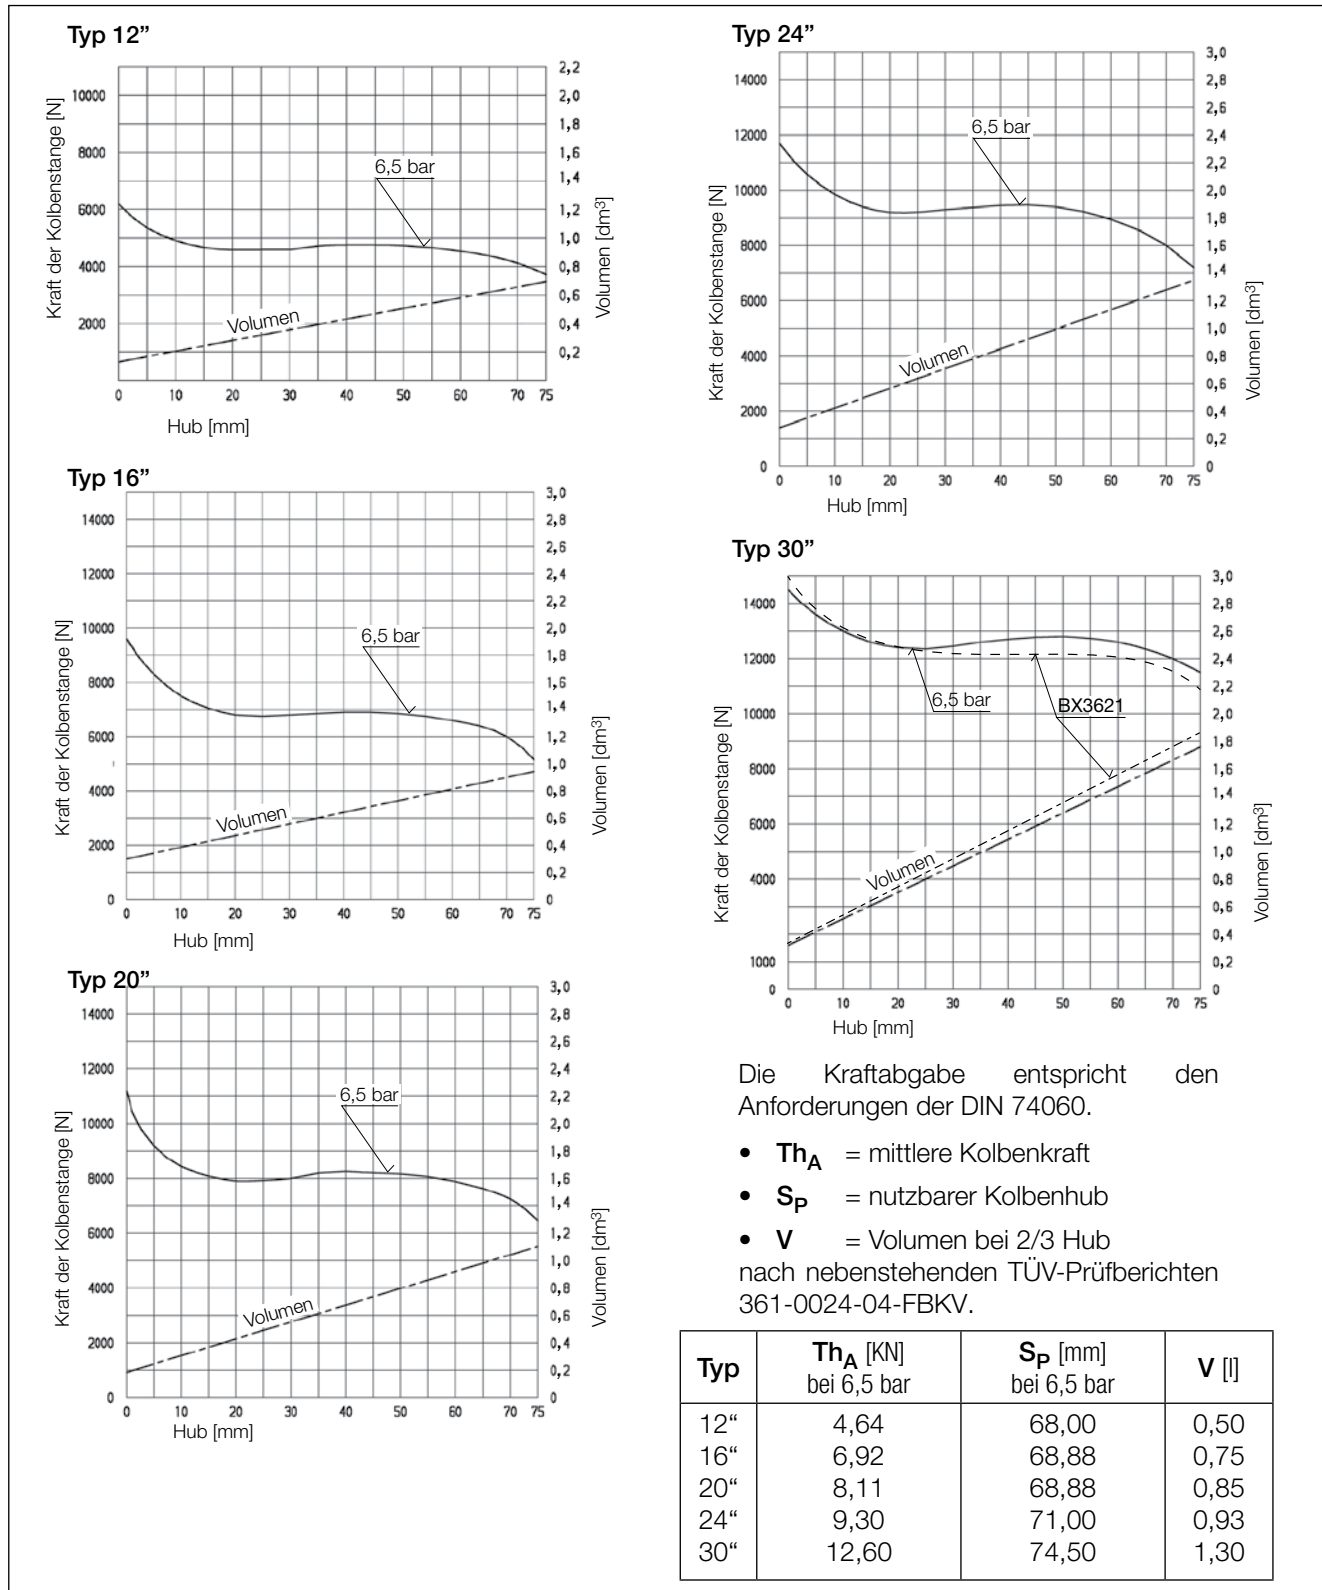 Typ 12”
Kraft der Kolbenstange [N]
10000
8000
6000
4000
2000
2,2
2,0
1,8
1,6
1,4
1,2
1,0
0,8
0,6
0,4
0,2
Volumen [dm³]
6,5 bar
Volumen
0 10 20 30 40 50 60 70 75
Hub [mm]
Typ 16”
Kraft der Kolbenstange [N]
14000
12000
10000
8000
6000
4000
2000
0
3,0
2,8
2,6
2,4
2,2
2,0
1,8
1,6
1,4
1,2
1,0
0,8
0,6
0,4
0,2
0
Volumen [dm³]
6,5 bar
Volumen
0 10 20 30 40 50 60 70 75
Hub [mm]
Typ 20”
Kraft der Kolbenstange [N]
14000
12000
10000
8000
6000
4000
2000
0
3,0
2,8
2,6
2,4
2,2
2,0
1,8
1,6
1,4
1,2
1,0
0,8
0,6
0,4
0,2
0
Volumen [dm³]
6,5 bar
Volumen
0 10 20 30 40 50 60 70 75
Hub [mm]
Typ 24”
Kraft der Kolbenstange [N]
14000
12000
10000
8000
6000
4000
2000
0
3,0
2,8
2,6
2,4
2,2
2,0
1,8
1,6
1,4
1,2
1,0
0,8
0,6
0,4
0,2
0
Volumen [dm³]
6,5 bar
Volumen
0 10 20 30 40 50 60 70 75
Hub [mm]
Typ 30”
Kraft der Kolbenstange [N]
14000
12000
10000
8000
6000
4000
1000
0
3,0
2,8
2,6
2,4
2,2
2,0
1,8
1,6
1,4
1,2
1,0
0,8
0,6
0,4
0,2
0
Volumen [dm³]
6,5 bar
BX3621
Volumen
0 10 20 30 40 50 60 70 75
Hub [mm]
Die Kraftabgabe entspricht den
Anforderungen der DIN 74060.
• ThA = mittlere Kolbenkraft
• SP = nutzbarer Kolbenhub
• V = Volumen bei 2/3 Hub
nach nebenstehenden TÜV-Prüfberichten
361-0024-04-FBKV.
Typ ThA [KN] bei 6,5 bar SP [mm] bei 6,5 bar V [l]
12“ 4,64 68,00 0,50
16“ 6,92 68,88 0,75
20“ 8,11 68,88 0,85
24“ 9,30 71,00 0,93
30“ 12,60 74,50 1,30